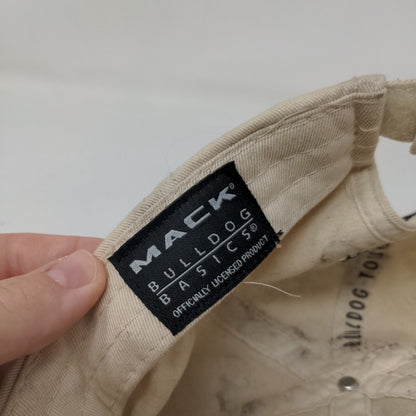 MACK®
BULLDOG
BASICS®
OFFICIALLY LICENSED PRODUCT